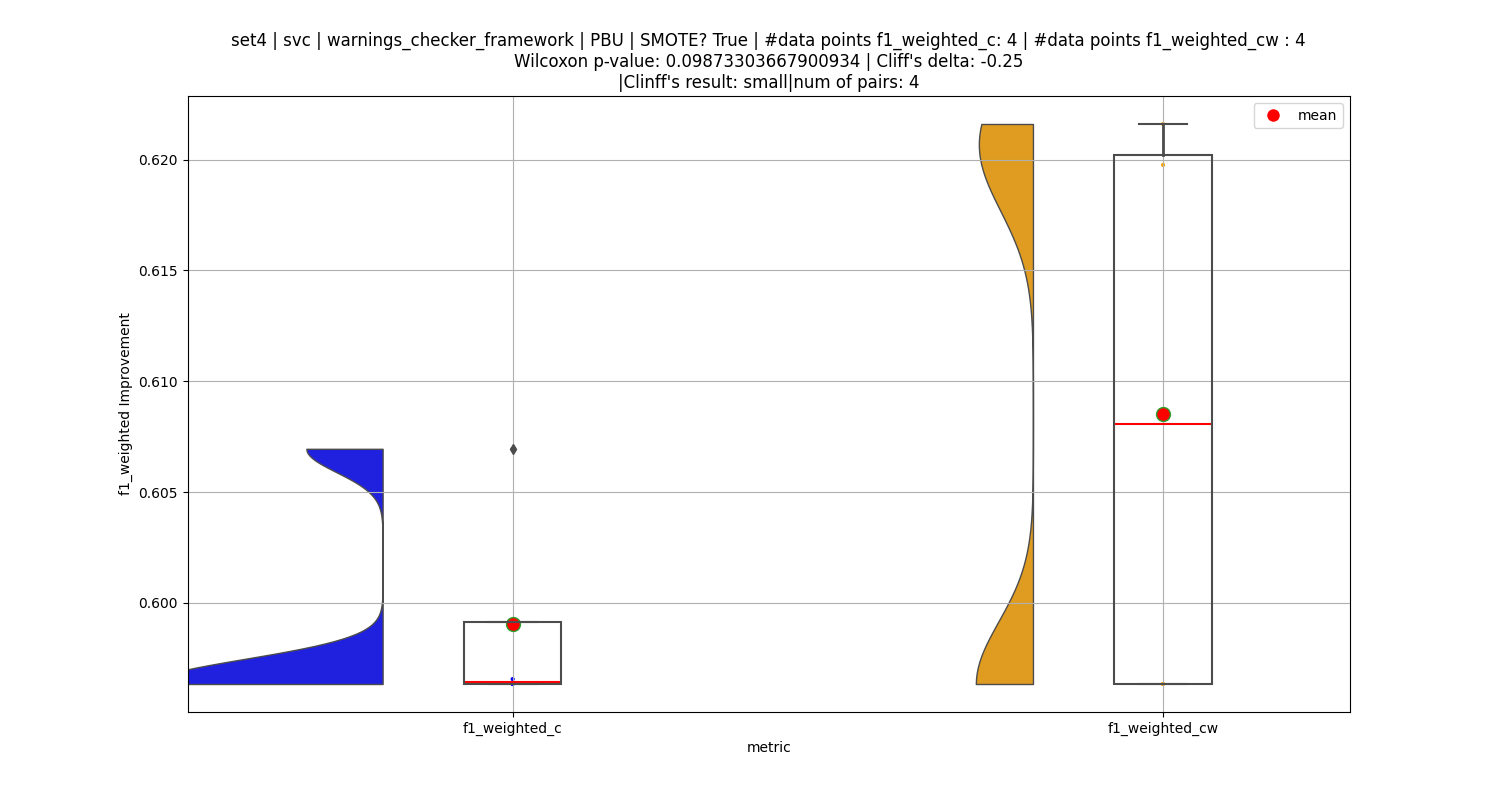 set4 | svc | warnings_checker_framework | PBU | SMOTE? True | #data points f1_weighted_c: 4 | #data points f1_weighted_cw : 4
Wilcoxon p-value: 0.09873303667900934 | Cliff's delta: -0.25
|Clinff's result: small|num of pairs: 4
mean
0.620
0.615
0.610
0.605
0.600
f1_weighted Improvement
f1_weighted_c
f1_weighted_cw
metric